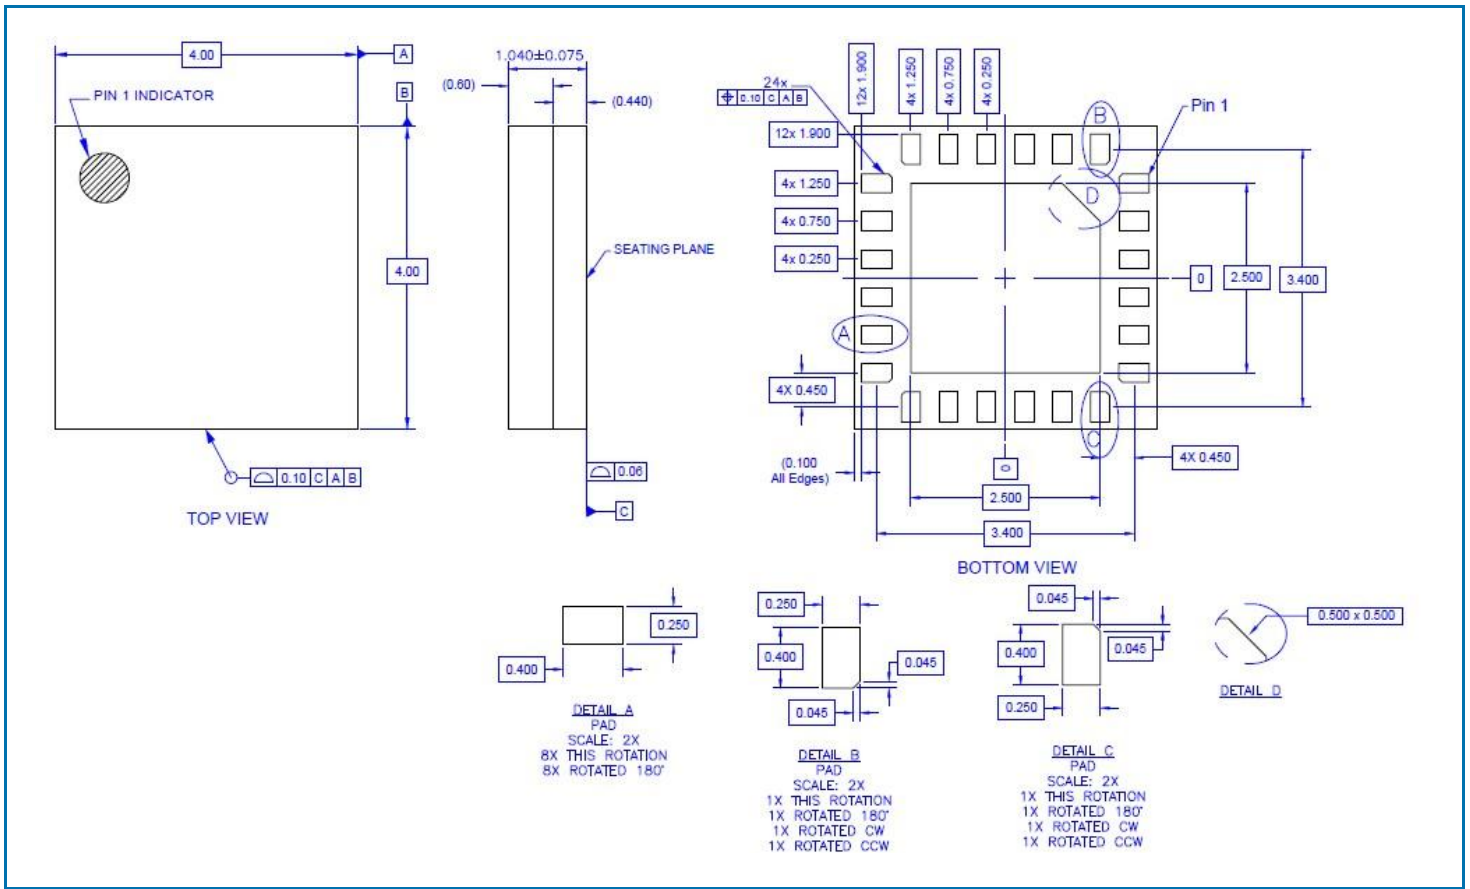 4.00
A
B
PIN 1 INDICATOR
4.00
0.10 C A B
TOP VIEW
1.040±0.075
(0.60)
(0.440)
SEATING PLANE
0.06
C
24x
0.10 C A B
12x 1.900
4x 1.250
4x 0.750
4x 0.250
12x 1.900
4x 1.250
4x 0.750
4x 0.250
B
Pin 1
D
A
0
2.500
3.400
4X 0.450
C
(0.100
All Edges)
0
4X 0.450
2.500
3.400
BOTTOM VIEW
0.250
0.400
DETAIL A
PAD
SCALE: 2X
8X THIS ROTATION
8X ROTATED 180°
0.250
0.400
0.045
0.045
DETAIL B
PAD
SCALE: 2X
1X THIS ROTATION
1X ROTATED 180°
1X ROTATED CW
1X ROTATED CCW
0.045
0.400
0.045
0.250
DETAIL C
PAD
SCALE: 2X
1X THIS ROTATION
1X ROTATED 180°
1X ROTATED CW
1X ROTATED CCW
0.500 x 0.500
DETAIL D